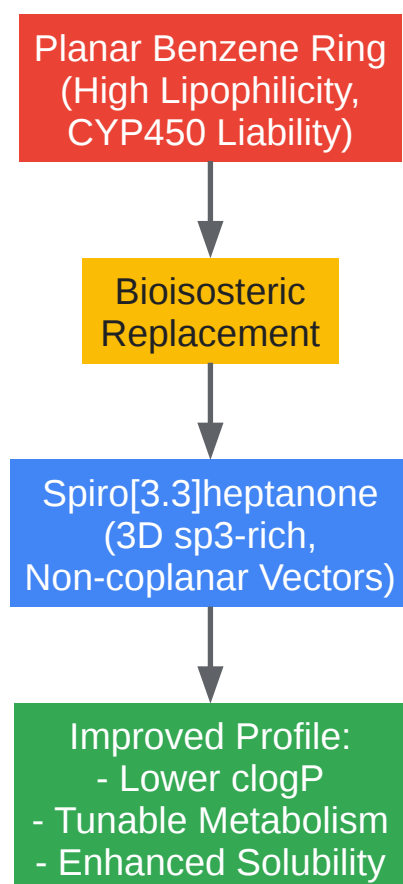 Planar Benzene Ring
(High Lipophilicity,
CYP450 Liability)
Bioisosteric
Replacement
Spiro[3.3]heptanone
(3D sp3-rich,
Non-coplanar Vectors)
Improved Profile:
- Lower clogP
- Tunable Metabolism
- Enhanced Solubility